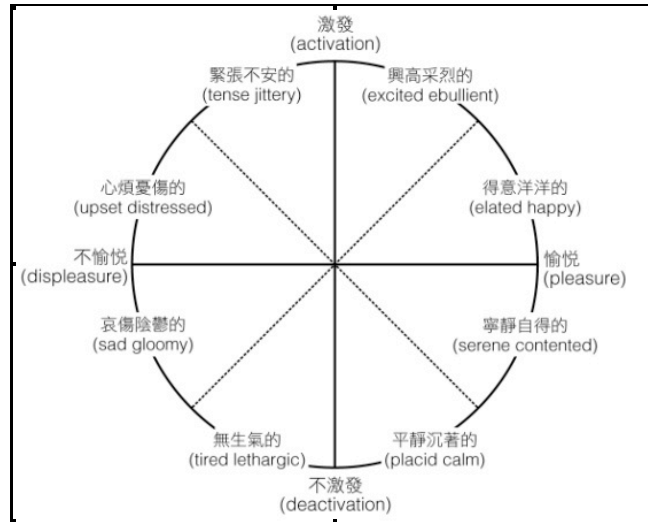 激發
(activation)
緊張不安的
(tense jittery)
興高采烈的
(excited ebullient)
心煩憂傷的
(upset distressed)
得意洋洋的
(elated happy)
不愉悅
(displeasure)
愉悅
(pleasure)
哀傷陰鬱的
(sad gloomy)
寧靜自得的
(serene contented)
無生氣的
(tired lethargic)
平靜沉著的
(placid calm)
不激發
(deactivation)